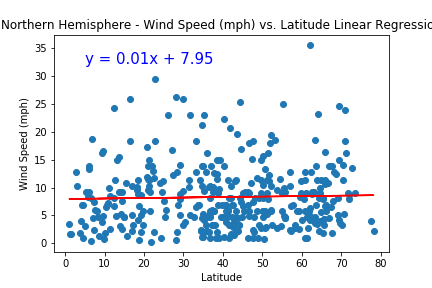 Northern Hemisphere - Wind Speed (mph) vs. Latitude Linear Regressio
y = 0.01x + 7.95
35
30
25
20
15
10
5
0
Wind Speed (mph)
0 10 20 30 40 50 60 70 80
Latitude